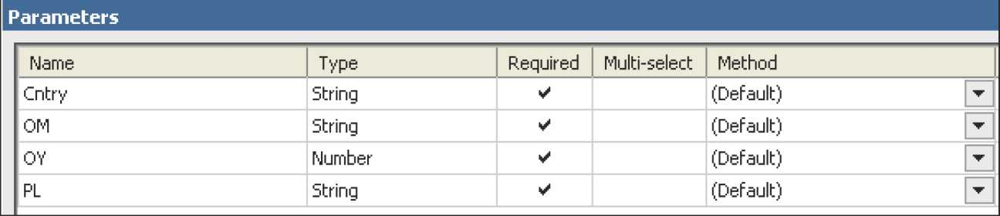 Parameters
Name Type Required Multi-select Method
Cntry String ✔ (Default)
OM String ✔ (Default)
OY Number ✔ (Default)
PL String ✔ (Default)